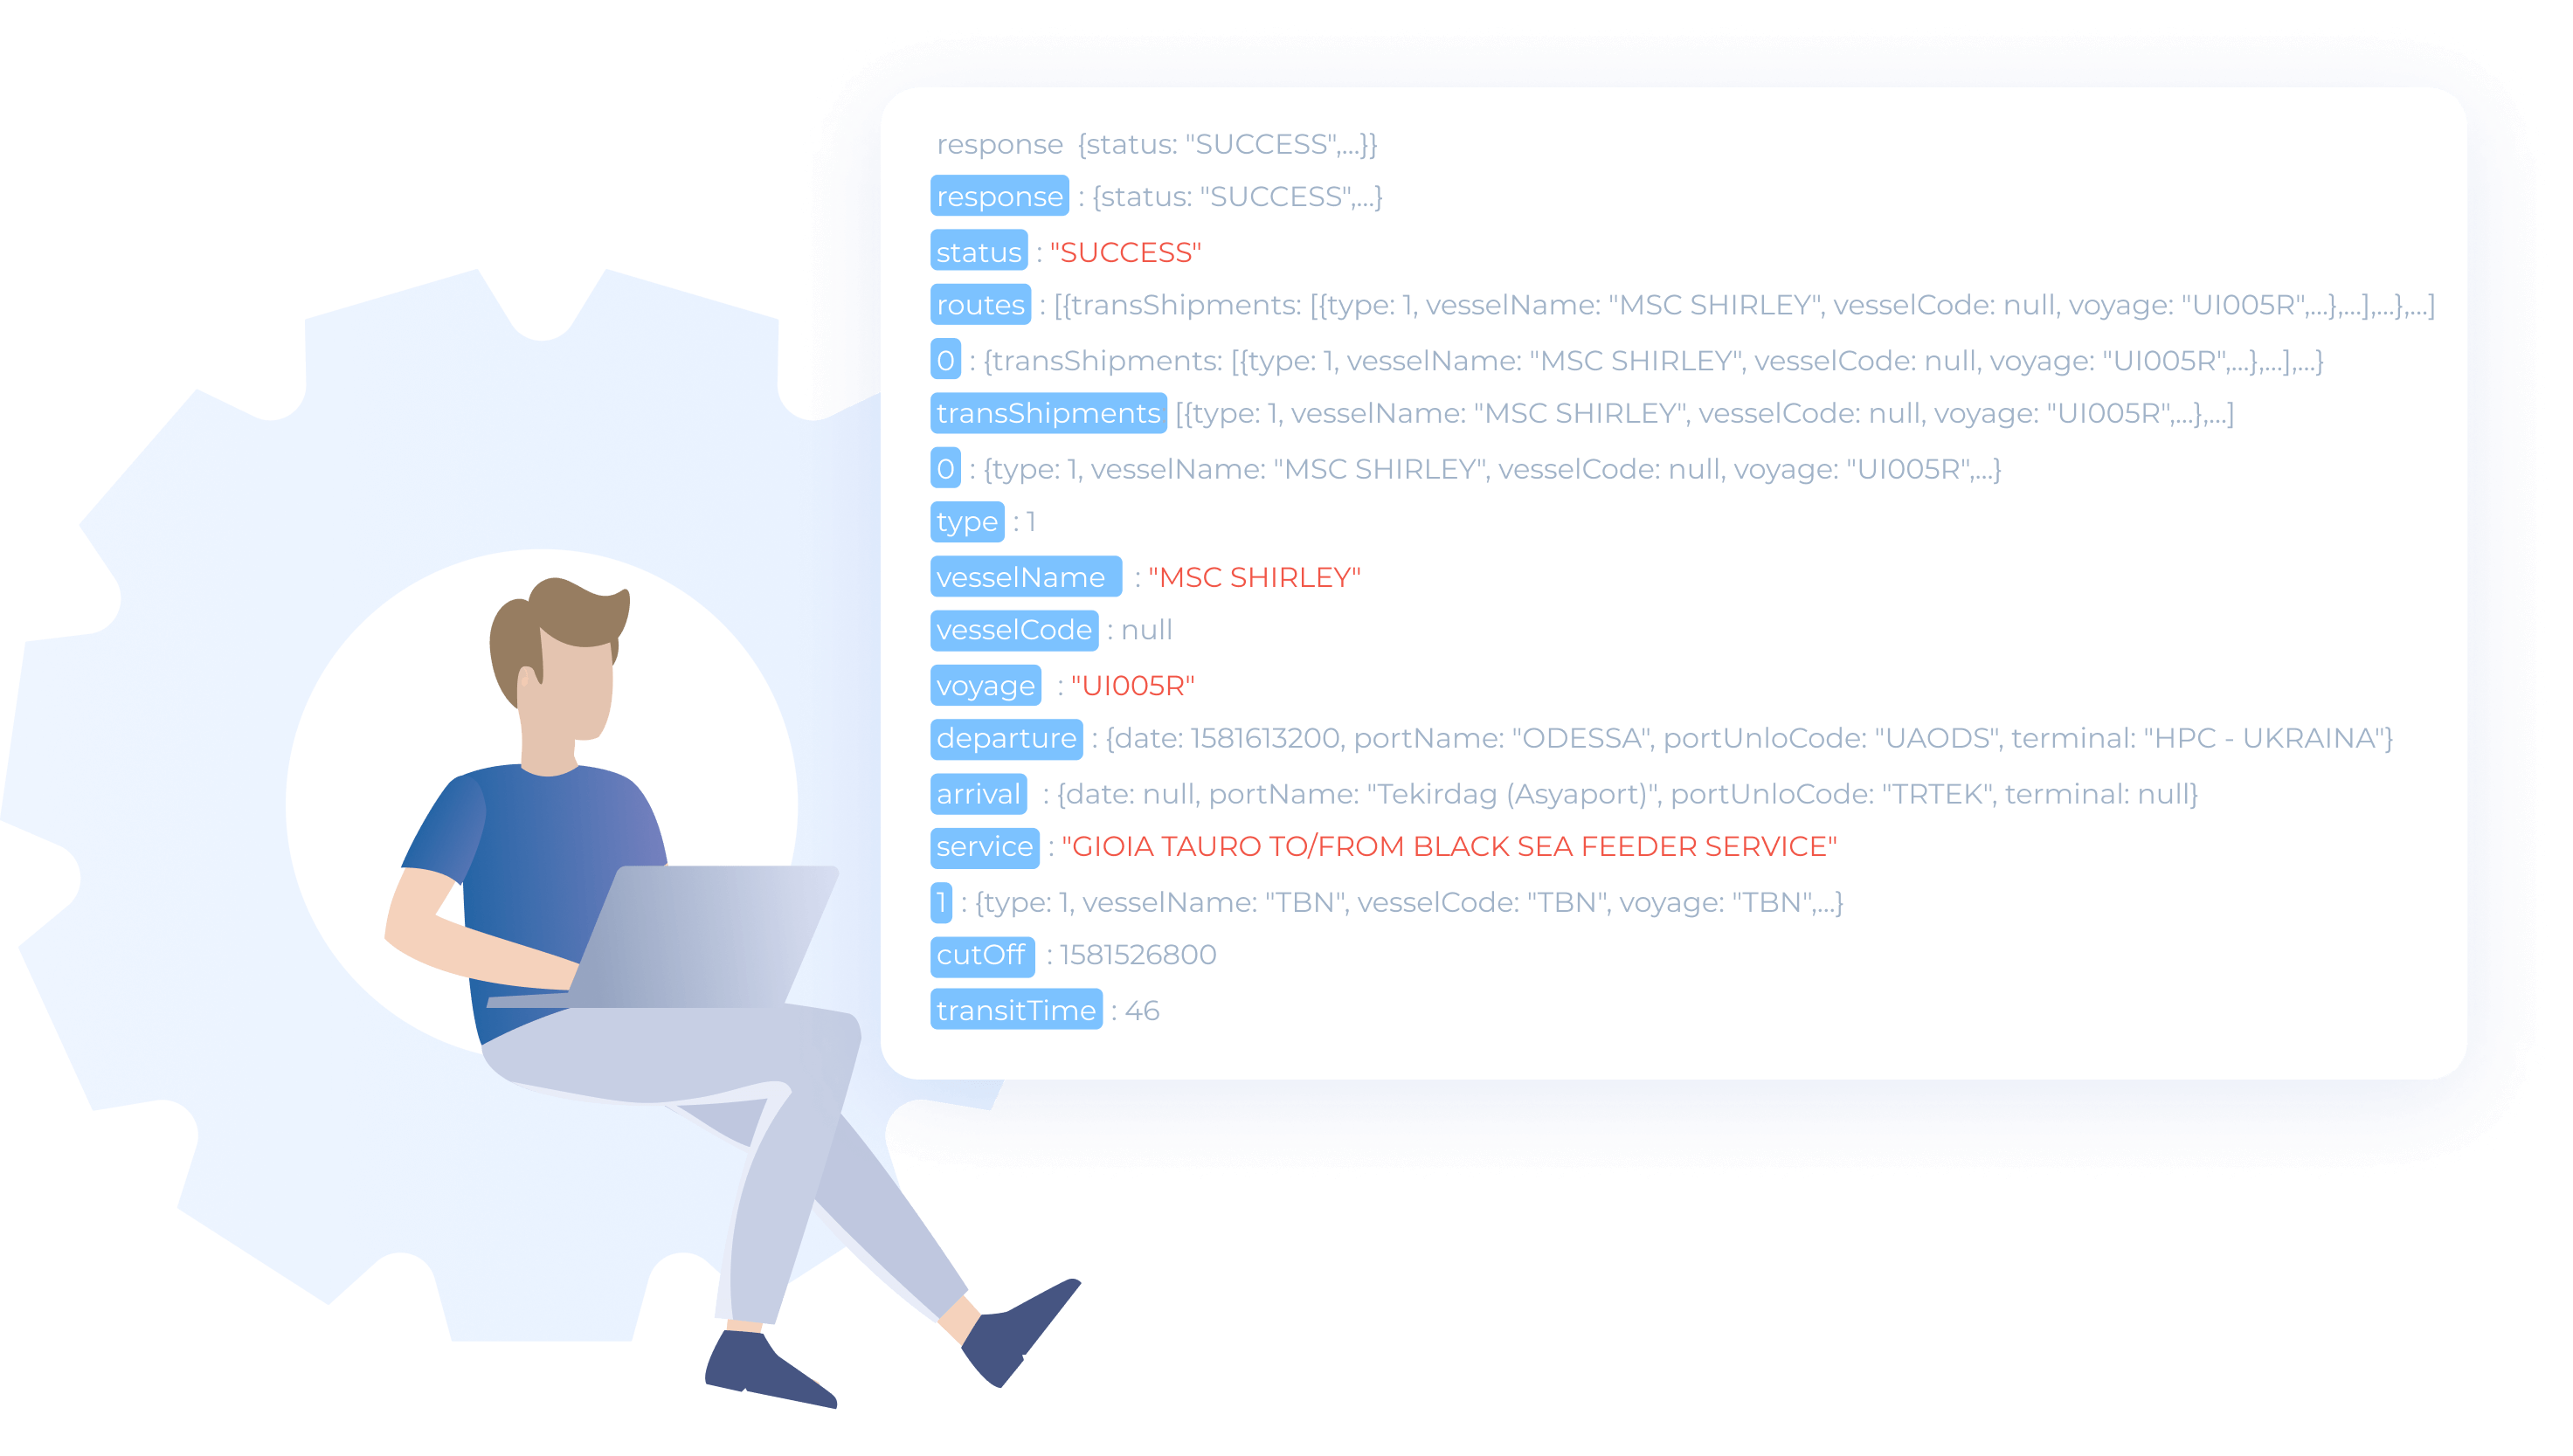 response {status: "SUCCESS",...}}
response : {status: "SUCCESS",...}
status : "SUCCESS"
routes : [{transShipments: [{type: 1, vesselName: "MSC SHIRLEY", vesselCode: null, voyage: "UI005R",...},...],...},...]
0 : {transShipments: [{type: 1, vesselName: "MSC SHIRLEY", vesselCode: null, voyage: "UI005R",...},...],...}
transShipments [{type: 1, vesselName: "MSC SHIRLEY", vesselCode: null, voyage: "UI005R",...},...]
0 : {type: 1, vesselName: "MSC SHIRLEY", vesselCode: null, voyage: "UI005R",...}
type : 1
vesselName : "MSC SHIRLEY"
vesselCode : null
voyage : "UI005R"
departure : {date: 1581613200, portName: "ODESSA", portUnloCode: "UAODS", terminal: "HPC - UKRAINA"}
arrival : {date: null, portName: "Tekirdag (Asyaport)", portUnloCode: "TRTEK", terminal: null}
service : "GIOIA TAURO TO/FROM BLACK SEA FEEDER SERVICE"
1 : {type: 1, vesselName: "TBN", vesselCode: "TBN", voyage: "TBN",...}
cutOff : 1581526800
transitTime : 46